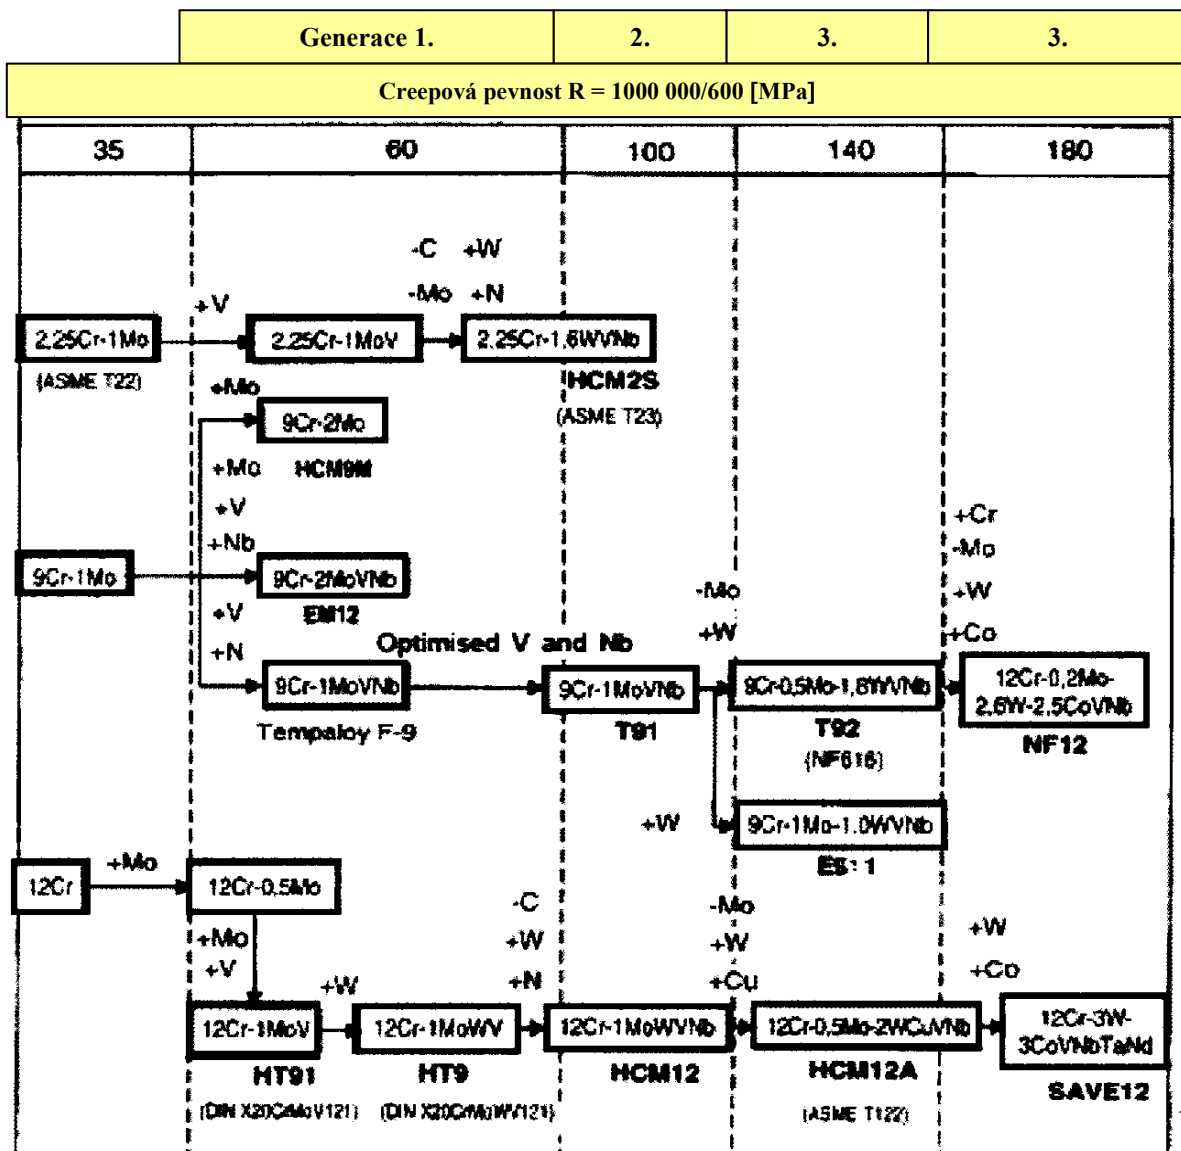 Generace 1. 2. 3. 3.
Creepová pevnost R = 1000 000/600 [MPa]
35 60 100 140 180
-C +W
-Mo +N
+V
2,25Cr-1Mo 2,25Cr-1MoV 2,25Cr-1,6WVNb
(ASME T22)
HCM2S
(ASME T23)
+Mo
9Cr-2Mo
HCM9M
+Mo
+V
+Nb
9Cr-1Mo 9Cr-2MoVNb
EM12
+V
+N
Optimised V and Nb
-Mo
+W
+Cr
-Mo
+W
+Co
9Cr-1MoVNb 9Cr-1MoVNb 9Cr-0,5Mo-1,8WVNb
12Cr-0,2Mo-
2,6W-2,5CoVNb
Tempaloy F-9 T91 T92 NF12
(NF616)
+W
9Cr-1Mo-1.0WVNb
+Mo
12Cr 12Cr-0,5Mo
+Mo
+V
+W
-C
+W
+N
-Mo
+W
+Cu
+W
+Co
12Cr-1MoV 12Cr-1MoWV 12Cr-1MoWVNb 12Cr-0,5Mo-2WCuVNb
12Cr-3W-
3CoVNbTaNd
HT91 HT9 HCM12 HCM12A SAVE12
(DIN X20CrMoV121) (DIN X20CrMoWV121) (ASME T122)